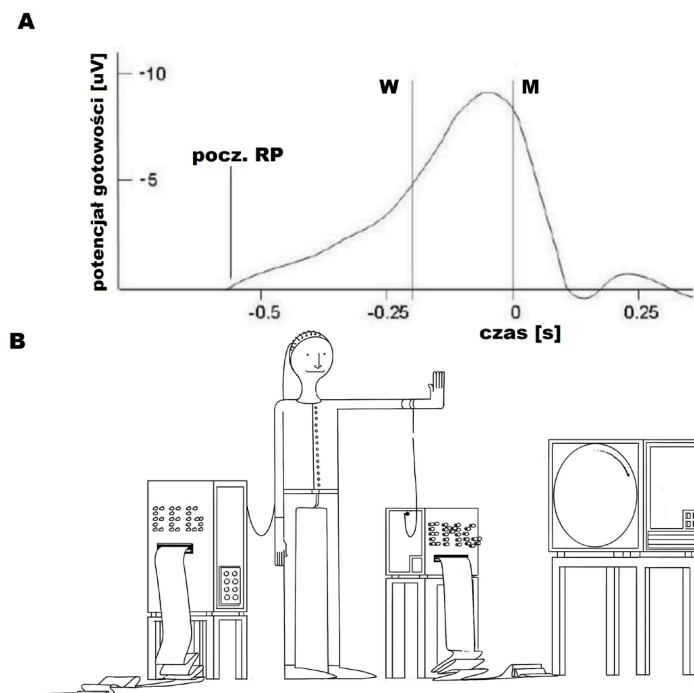 A
potencjał gotowości [uV]
-10
-5
pocz. RP
W
M
-0.5
-0.25
0
0.25
czas [s]
B